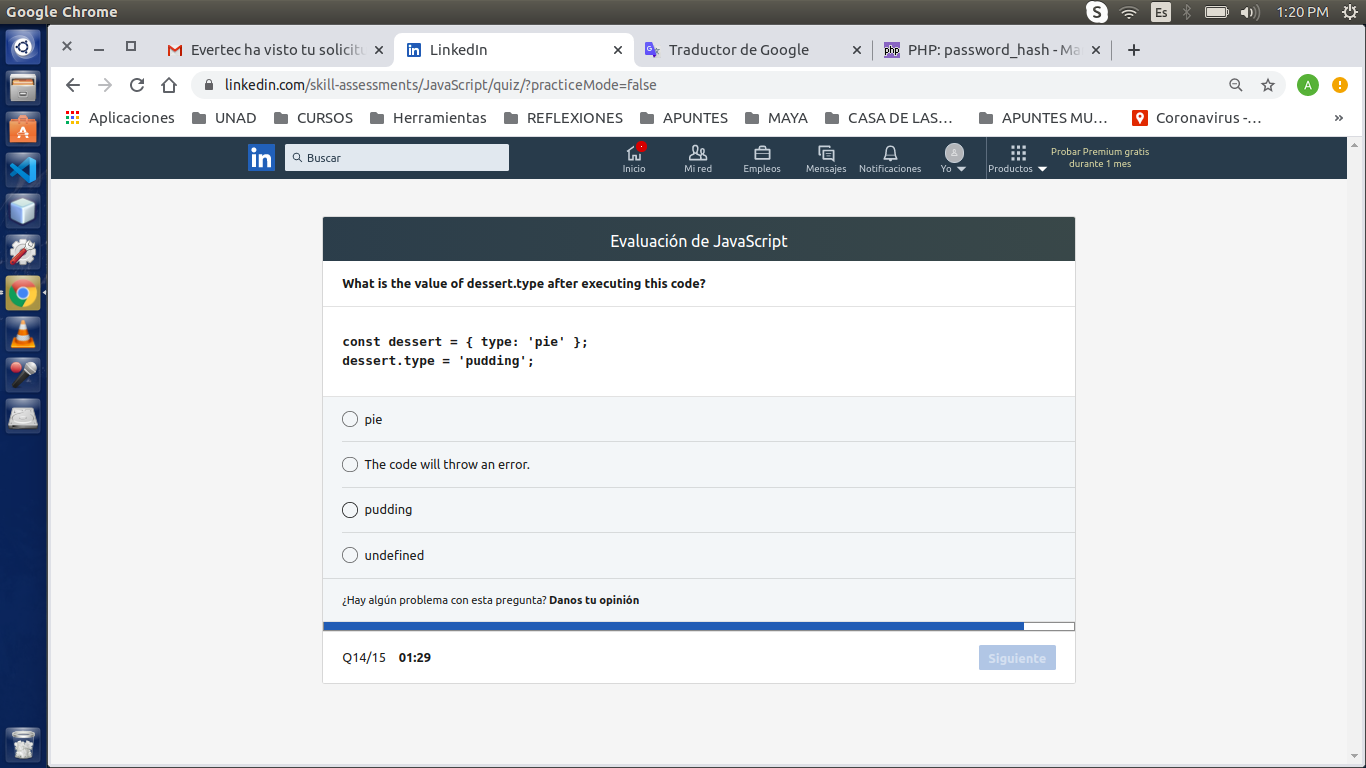 Google Chrome
S
Es
1:20 PM
Evertec ha visto tu solicitu
LinkedIn
Traductor de Google
php
PHP: password_hash - Ma
linkedin.com/skill-assessments/JavaScript/quiz/?practiceMode=false
A
Aplicaciones
UNAD
CURSOS
Herramientas
REFLEXIONES
APUNTES
MAYA
CASA DE LAS…
APUNTES MU…
Coronavirus -…
»
in
Buscar
Inicio
Mi red
Empleos
Mensajes
Notificaciones
Yo
Productos
Probar Premium gratis
durante 1 mes
Evaluación de JavaScript
What is the value of dessert.type after executing this code?
const dessert = { type: 'pie' };
dessert.type = 'pudding';
pie
The code will throw an error.
pudding
undefined
¿Hay algún problema con esta pregunta? Danos tu opinión
Q14/15 01:29
Siguiente